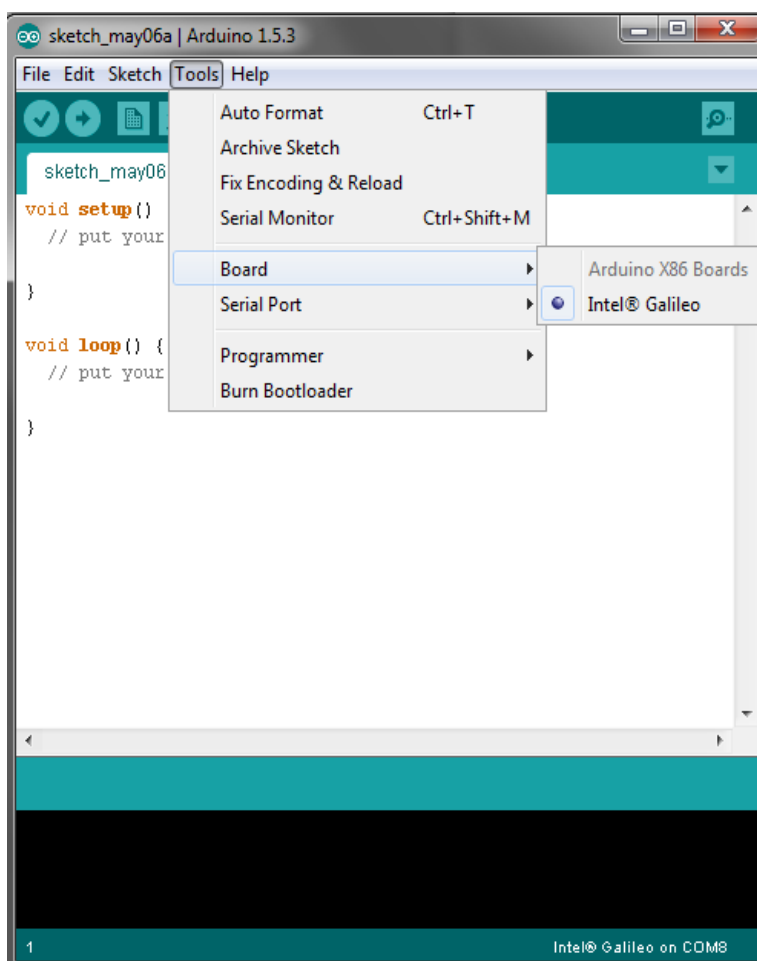 sketch_may06a | Arduino 1.5.3
File Edit Sketch Tools Help
Auto Format Ctrl+T
Archive Sketch
sketch_may06
Fix Encoding & Reload
void setup()
Serial Monitor Ctrl+Shift+M
// put your
Board
Arduino X86 Boards
}
Serial Port
Intel® Galileo
void loop() {
Programmer
// put your
Burn Bootloader
}
1 Intel® Galileo on COM8